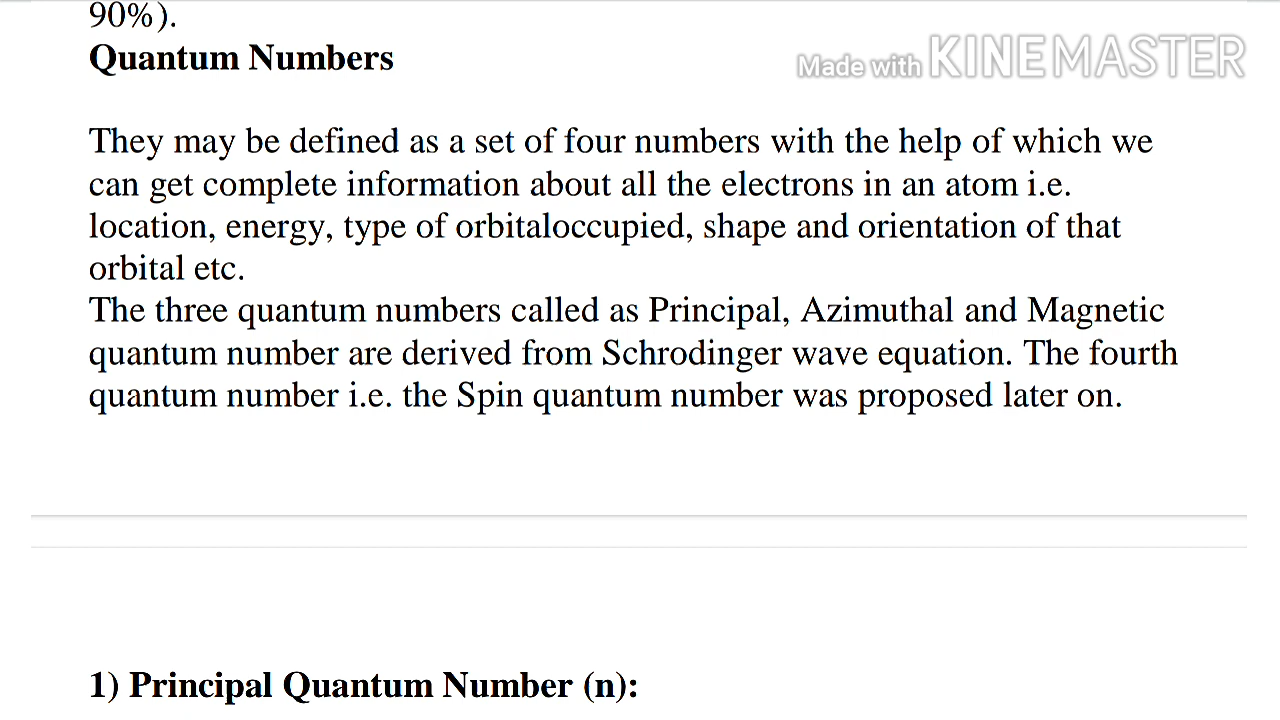 90%).
Quantum Numbers
Made with KINEMASTER
They may be defined as a set of four numbers with the help of which we
can get complete information about all the electrons in an atom i.e.
location, energy, type of orbitaloccupied, shape and orientation of that
orbital etc.
The three quantum numbers called as Principal, Azimuthal and Magnetic
quantum number are derived from Schrodinger wave equation. The fourth
quantum number i.e. the Spin quantum number was proposed later on.
1) Principal Quantum Number (n):